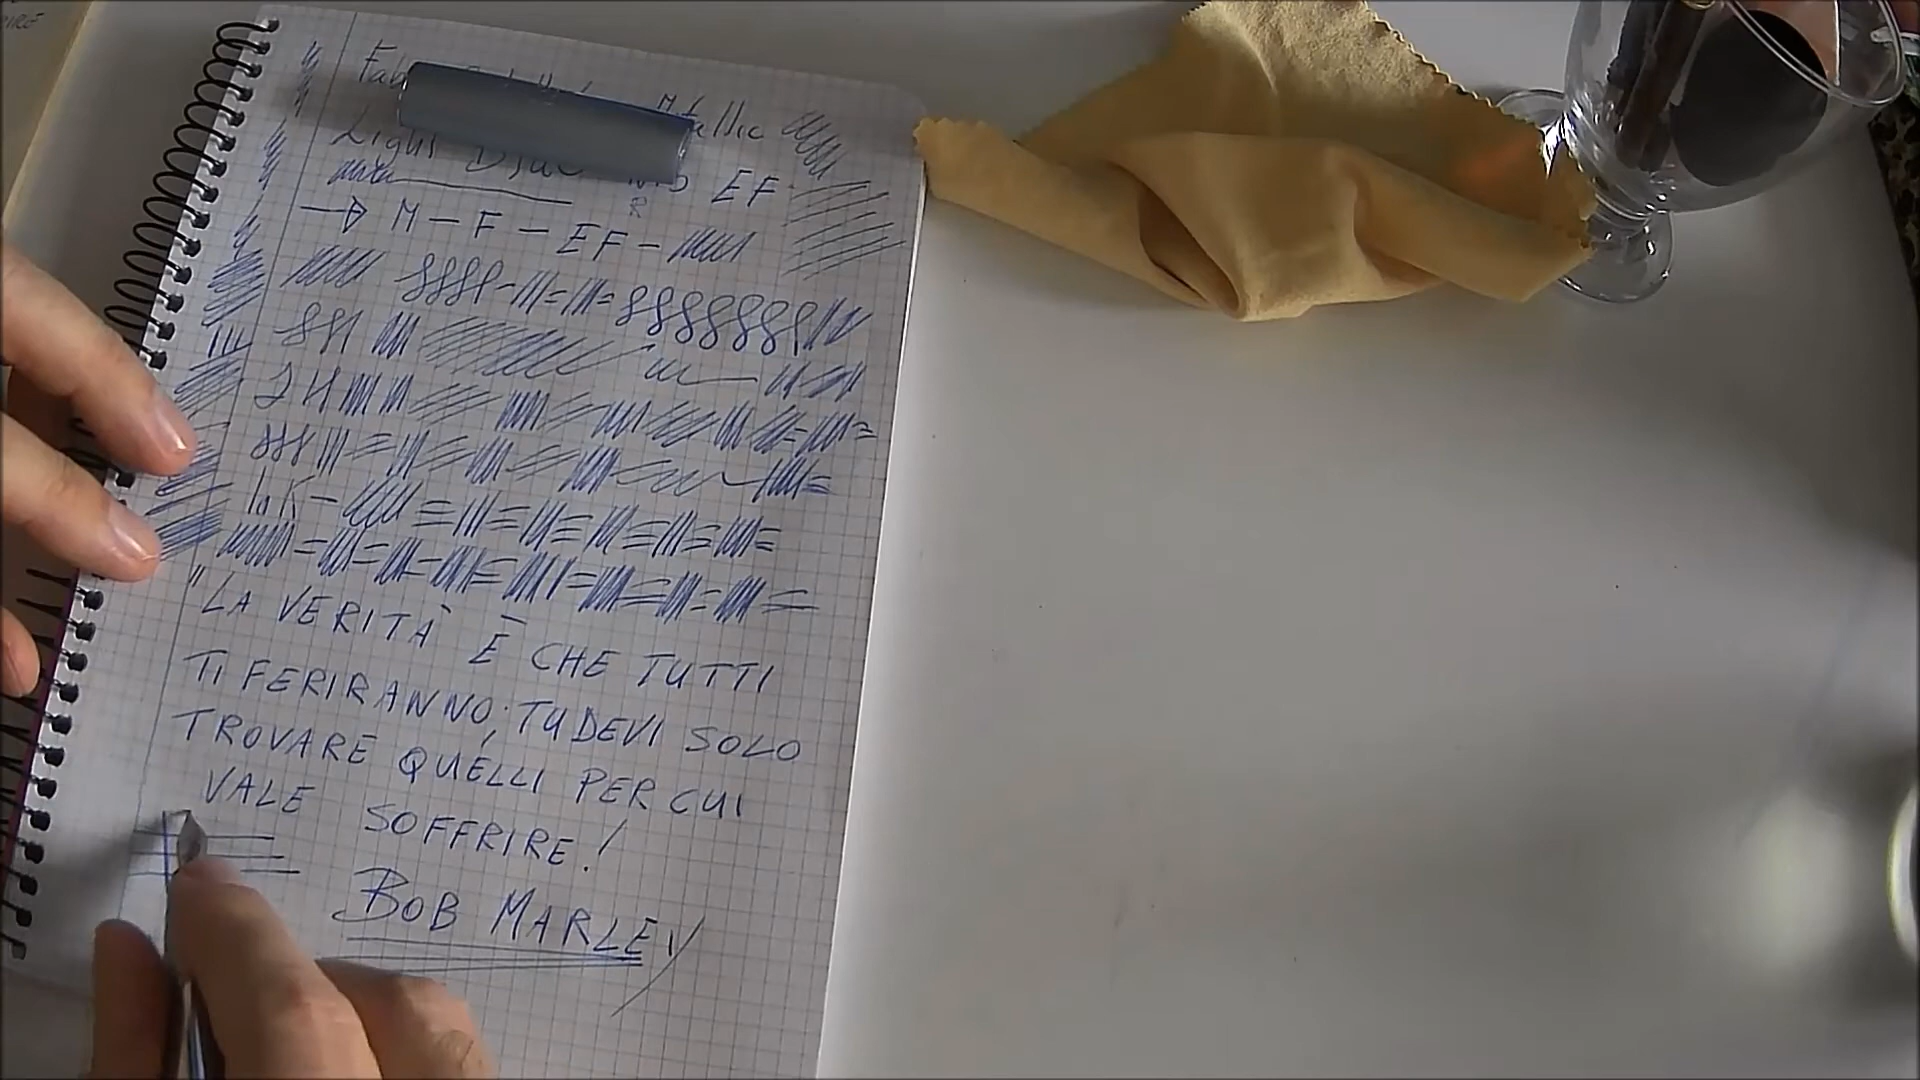 EF
Light
→ M - F - EF -
"LA VERITÀ È CHE TUTTI
TI FERIRANNO; TU DEVI SOLO
TROVARE QUELLI PER CUI
VALE SOFFRIRE!
BOB MARLEY